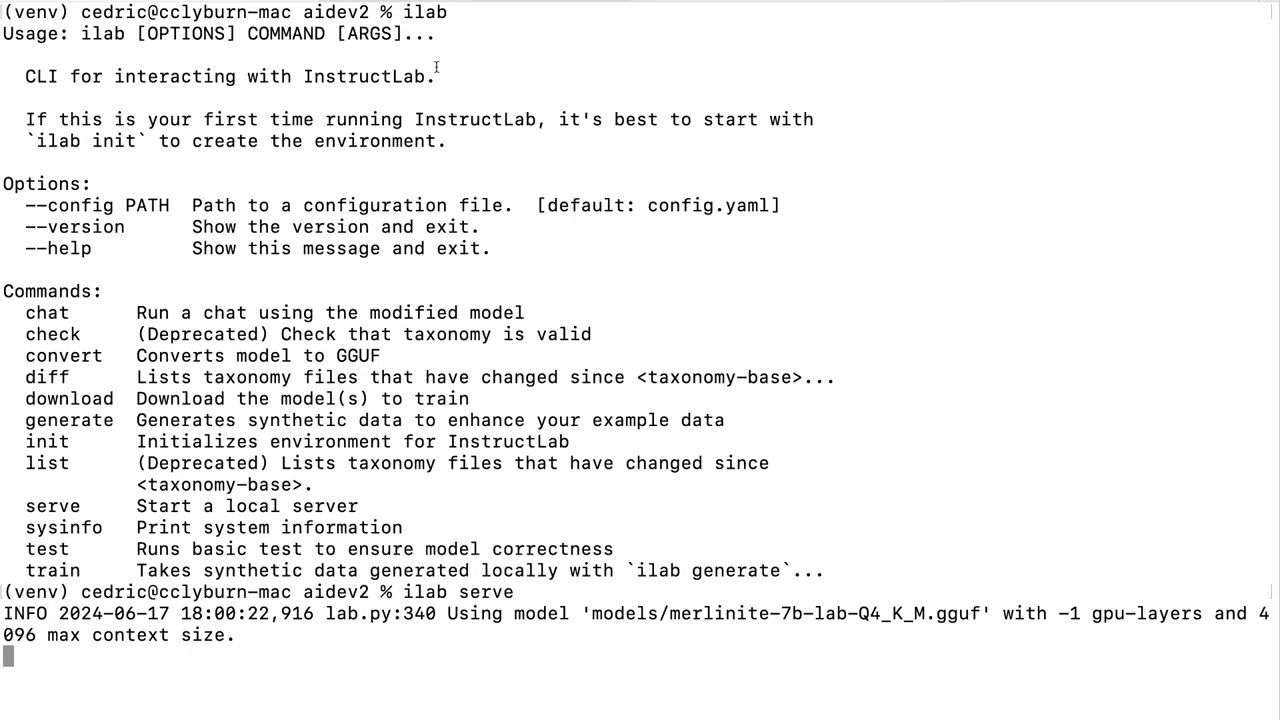 (venv) cedric@cclyburn-mac aidev2 % ilab
Usage: ilab [OPTIONS] COMMAND [ARGS]...
CLI for interacting with InstructLab.
If this is your first time running InstructLab, it's best to start with
`ilab init` to create the environment.
Options:
--config PATH  Path to a configuration file.  [default: config.yaml]
--version      Show the version and exit.
--help         Show this message and exit.
Commands:
chat      Run a chat using the modified model
check     (Deprecated) Check that taxonomy is valid
convert   Converts model to GGUF
diff      Lists taxonomy files that have changed since <taxonomy-base>...
download  Download the model(s) to train
generate  Generates synthetic data to enhance your example data
init      Initializes environment for InstructLab
list      (Deprecated) Lists taxonomy files that have changed since
<taxonomy-base>.
serve     Start a local server
sysinfo   Print system information
test      Runs basic test to ensure model correctness
train     Takes synthetic data generated locally with `ilab generate`...
(venv) cedric@cclyburn-mac aidev2 % ilab serve
INFO 2024-06-17 18:00:22,916 lab.py:340 Using model 'models/merlinite-7b-lab-Q4_K_M.gguf' with -1 gpu-layers and 4
096 max context size.